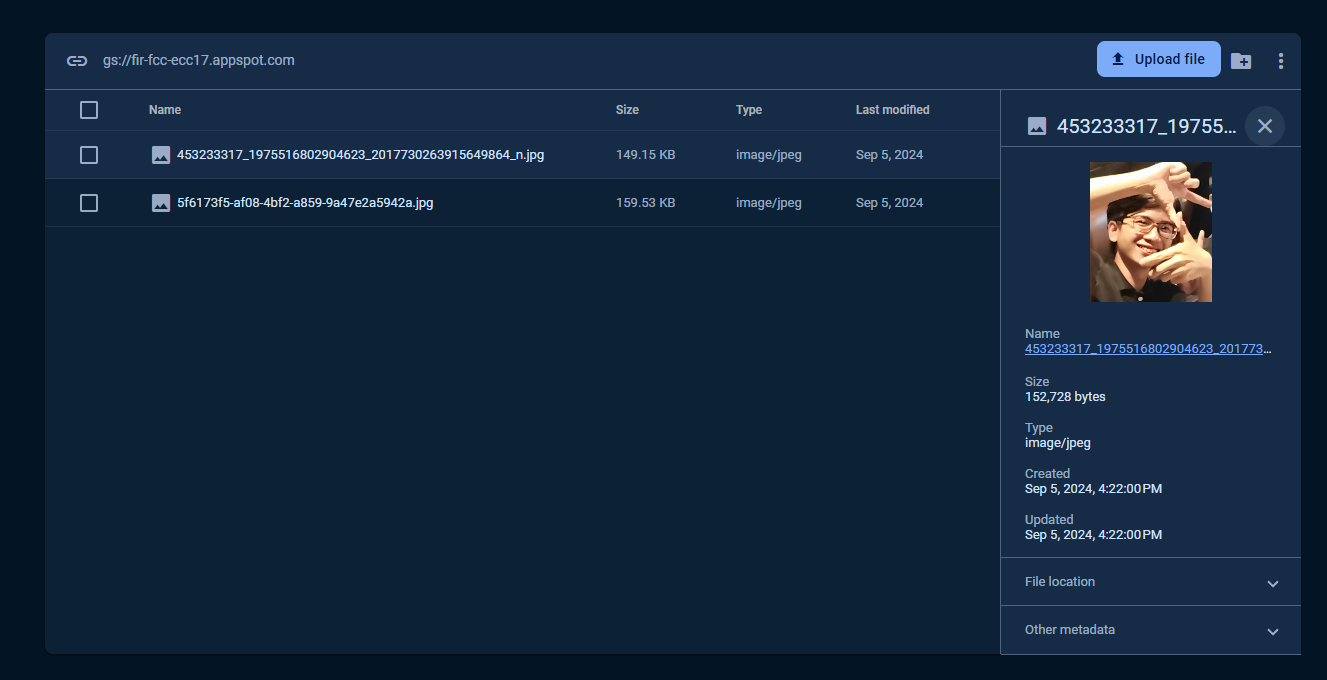 gs://fir-fcc-ecc17.appspot.com
Upload file
Name Size Type Last modified
453233317_1975516802904623_2017730263915649864_n.jpg 149.15 KB image/jpeg Sep 5, 2024
5f6173f5-af08-4bf2-a859-9a47e2a5942a.jpg 159.53 KB image/jpeg Sep 5, 2024
453233317_19755...
Name
453233317_1975516802904623_201773...
Size
152,728 bytes
Type
image/jpeg
Created
Sep 5, 2024, 4:22:00 PM
Updated
Sep 5, 2024, 4:22:00 PM
File location
Other metadata